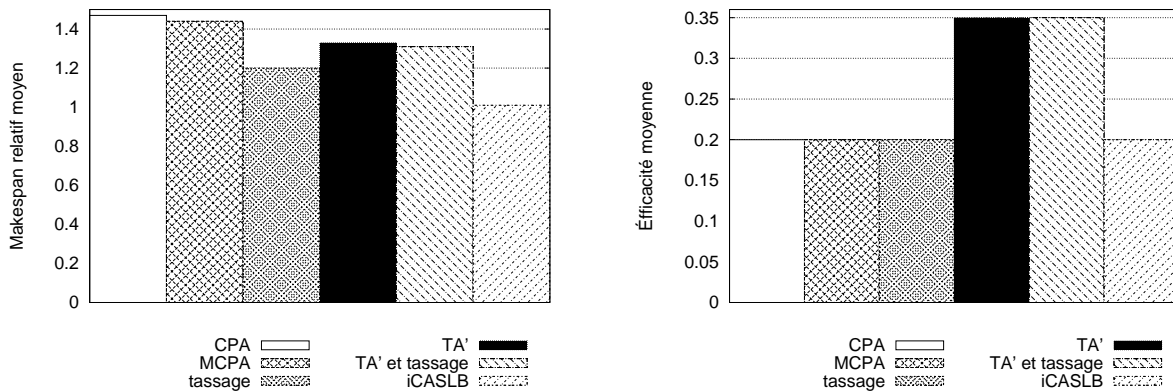 Makespan relatif moyen
1.4
1.2
1
0.8
0.6
0.4
0.2
0
CPA
MCPA
tassage
TA'
TA' et tassage
iCASLB
Éfficacité moyenne
0.35
0.3
0.25
0.2
0.15
0.1
0.05
0
CPA
MCPA
tassage
TA'
TA' et tassage
iCASLB